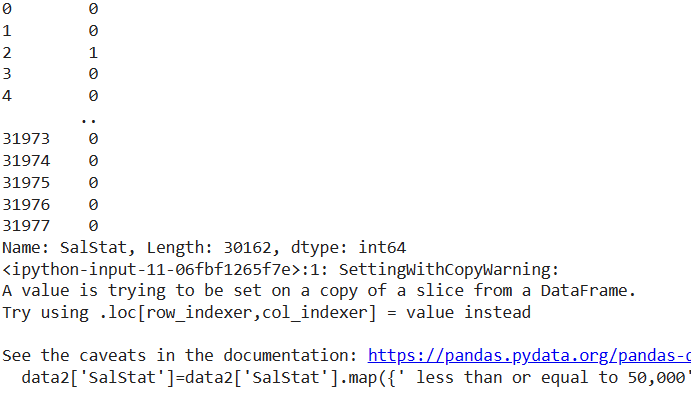 0 0
1 0
2 1
3 0
4 0
..
31973 0
31974 0
31975 0
31976 0
31977 0
Name: SalStat, Length: 30162, dtype: int64
<ipython-input-11-06fbf1265f7e>:1: SettingWithCopyWarning:
A value is trying to be set on a copy of a slice from a DataFrame.
Try using .loc[row_indexer,col_indexer] = value instead
See the caveats in the documentation: https://pandas.pydata.org/pandas-d
data2['SalStat']=data2['SalStat'].map({' less than or equal to 50,000'